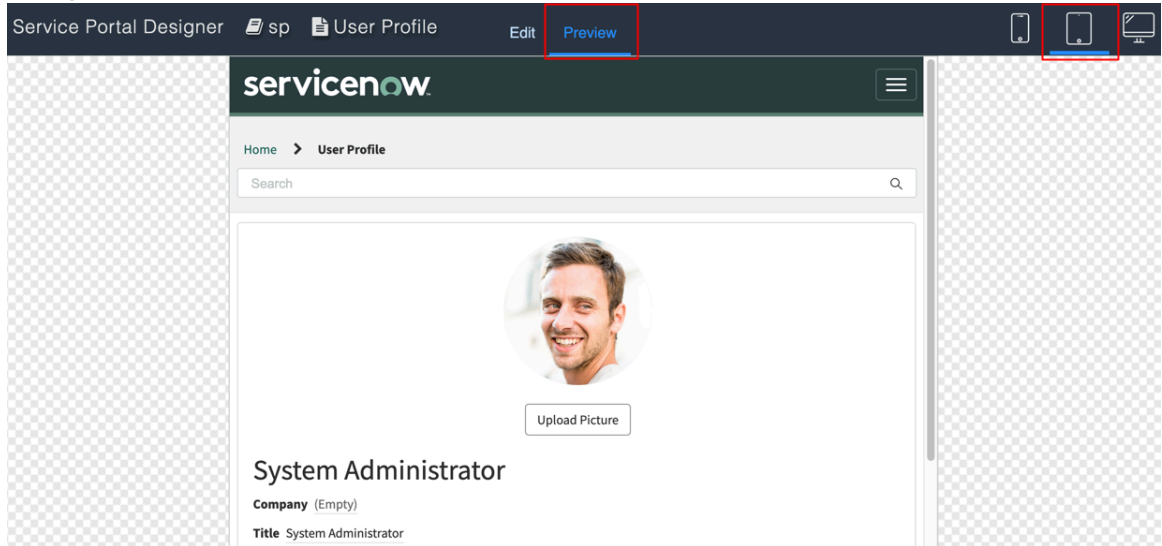 Service Portal Designer sp User Profile Edit Preview
servicenow
Home User Profile
Search
Upload Picture
System Administrator
Company (Empty)
Title System Administrator